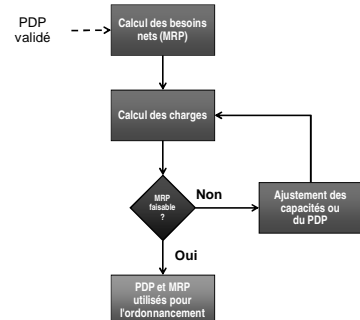 PDP
validé
Calcul des besoins
nets (MRP)
Calcul des charges
MRP
faisable
?
Non
Ajustement des
capacités ou
du PDP
Oui
PDP et MRP
utilisés pour
l'ordonnancement